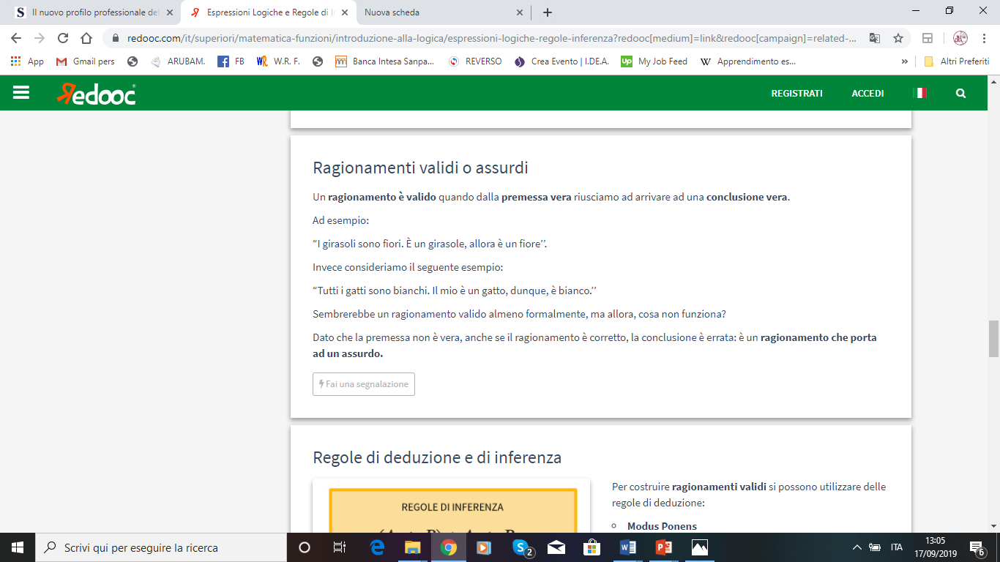 Il nuovo profilo professionale del
Espressioni Logiche e Regole di I
Nuova scheda
redooc.com/it/superiori/matematica-funzioni/introduzione-alla-logica/espressioni-logiche-regole-inferenza?redooc[medium]=link&redooc[campaign]=related-...
App
Gmail pers
ARUBAM.
FB
W.R. F.
Banca Intesa Sanpa...
REVERSO
Crea Evento | I.DE.A.
My Job Feed
Apprendimento es...
»
Altri Preferiti
Redooc
REGISTRATI
ACCEDI
Ragionamenti validi o assurdi
Un ragionamento è valido quando dalla premessa vera riusciamo ad arrivare ad una conclusione vera.
Ad esempio:
“I girasoli sono fiori. È un girasole, allora è un fiore’’.
Invece consideriamo il seguente esempio:
“Tutti i gatti sono bianchi. Il mio è un gatto, dunque, è bianco.’’
Sembrerebbe un ragionamento valido almeno formalmente, ma allora, cosa non funziona?
Dato che la premessa non è vera, anche se il ragionamento è corretto, la conclusione è errata: è un ragionamento che porta
ad un assurdo.
Fai una segnalazione
Regole di deduzione e di inferenza
REGOLE DI INFERENZA
Per costruire ragionamenti validi si possono utilizzare delle
regole di deduzione:
Modus Ponens
Scrivi qui per eseguire la ricerca
2
ITA
13:05
17/09/2019
6